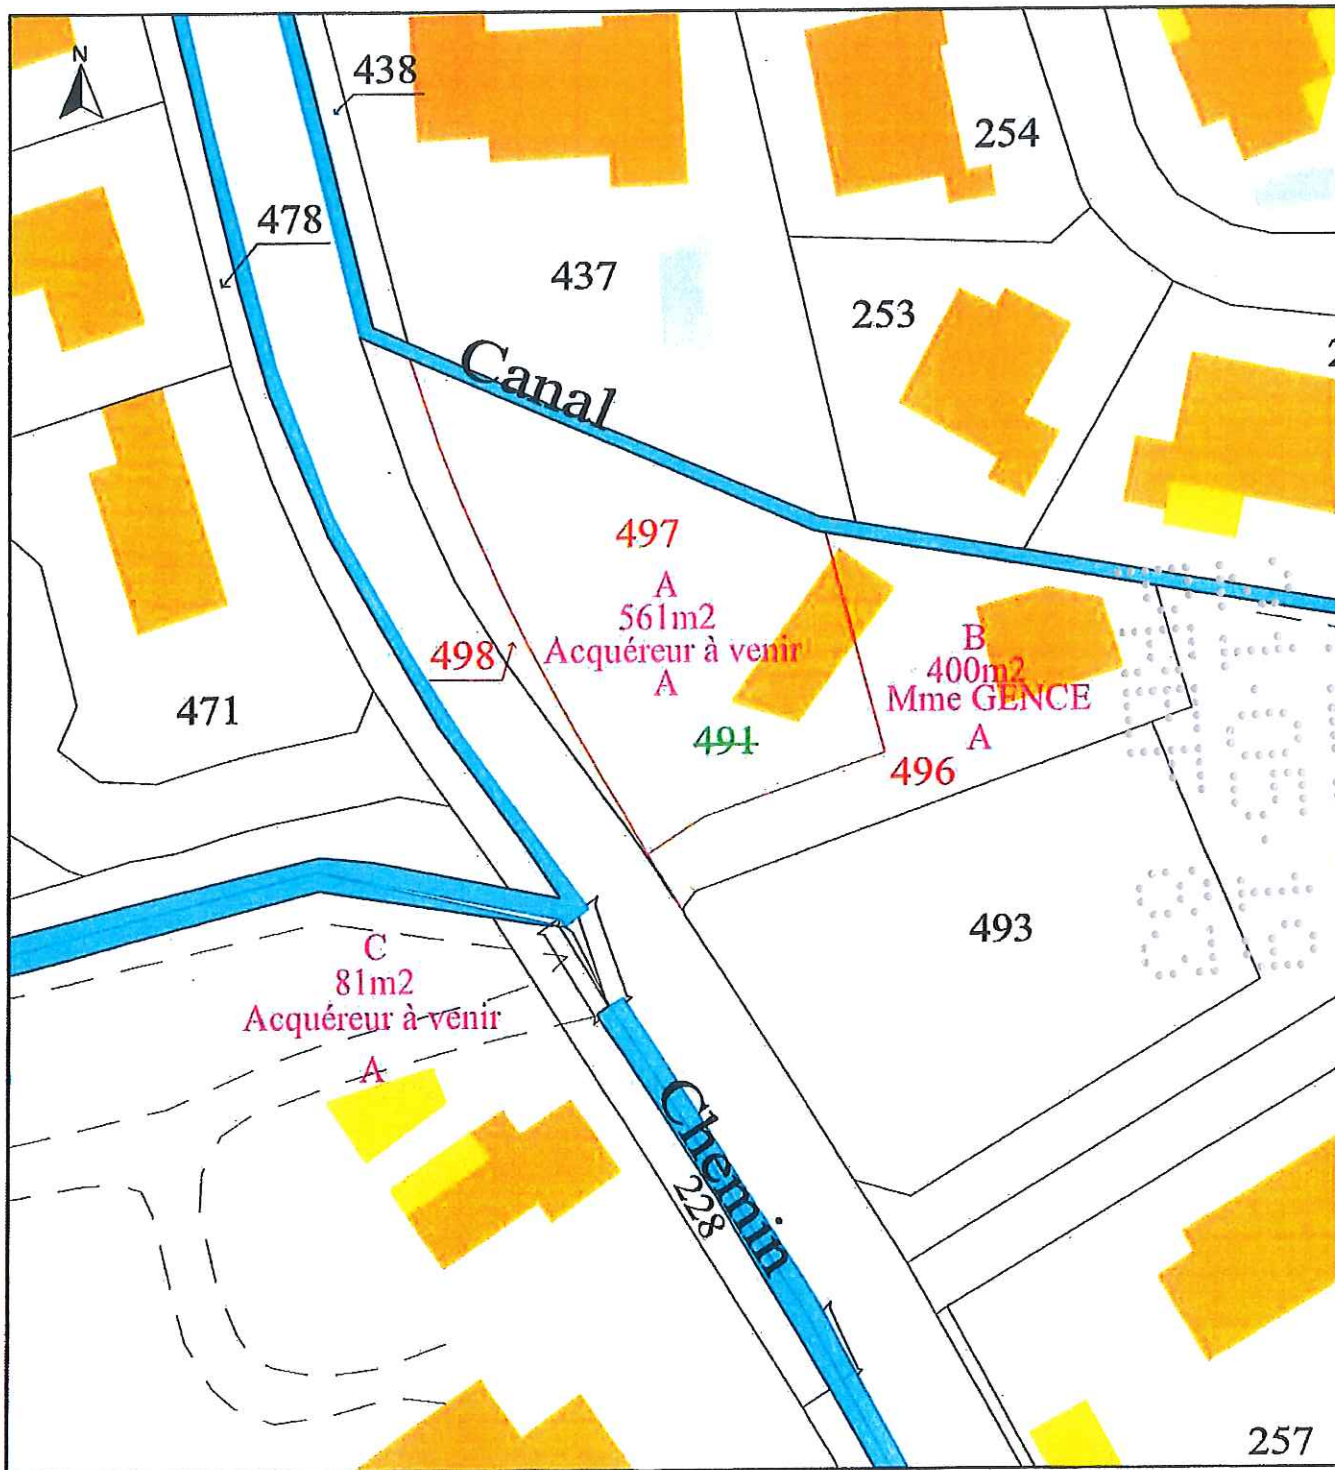 N
438
254
478
437
253
Canal
497
A
561m2
Acquéreur à venir
A
498
B
400m2
Mme GENCE
A
471
491
496
493
C
81m2
Acquéreur à venir
A
Chemin
228
257